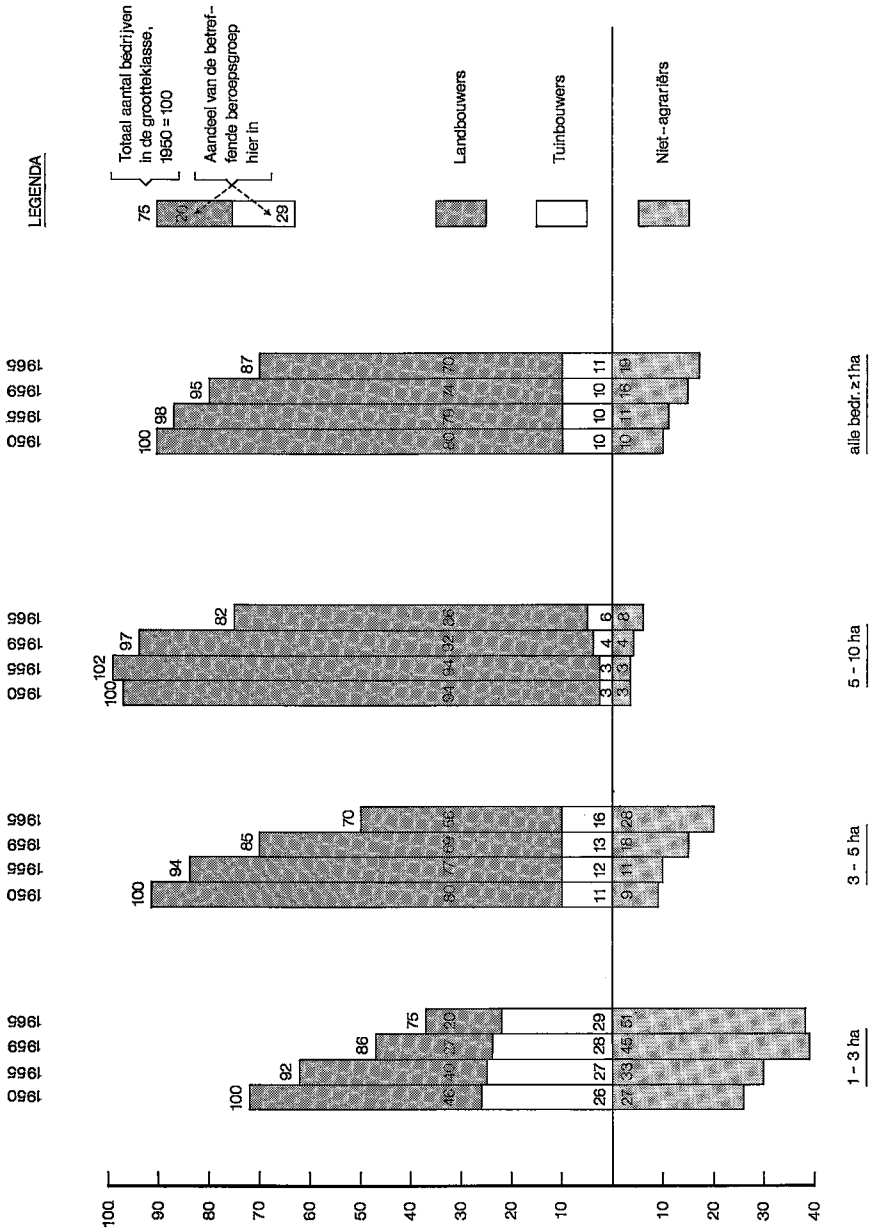 LEGENDA
75
20
29
Totaal aantal bedrijven
in de grootteklasse,
1950 = 100
Aandeel van de betref-
fende beroepsgroep
hier in
Landbouwers
Tuinbouwers
Niet-agrariërs
100
90
80
70
60
50
40
30
20
10
10
20
30
40
1950 1955 1959 1965
100 92 86 75
46 40 27 20
26 27 28 29
27 33 45 51
1 - 3 ha
1950 1955 1959 1965
100 94 85 70
80 77 69 56
11 12 13 16
9 11 18 28
3 - 5 ha
1950 1955 1959 1965
100 102 97 82
94 94 92 86
3 3 4 6
3 3 4 8
5 - 10 ha
1950 1955 1959 1965
100 98 95 87
80 79 74 70
10 10 10 11
10 11 16 19
alle bedr. ≥ 1 ha